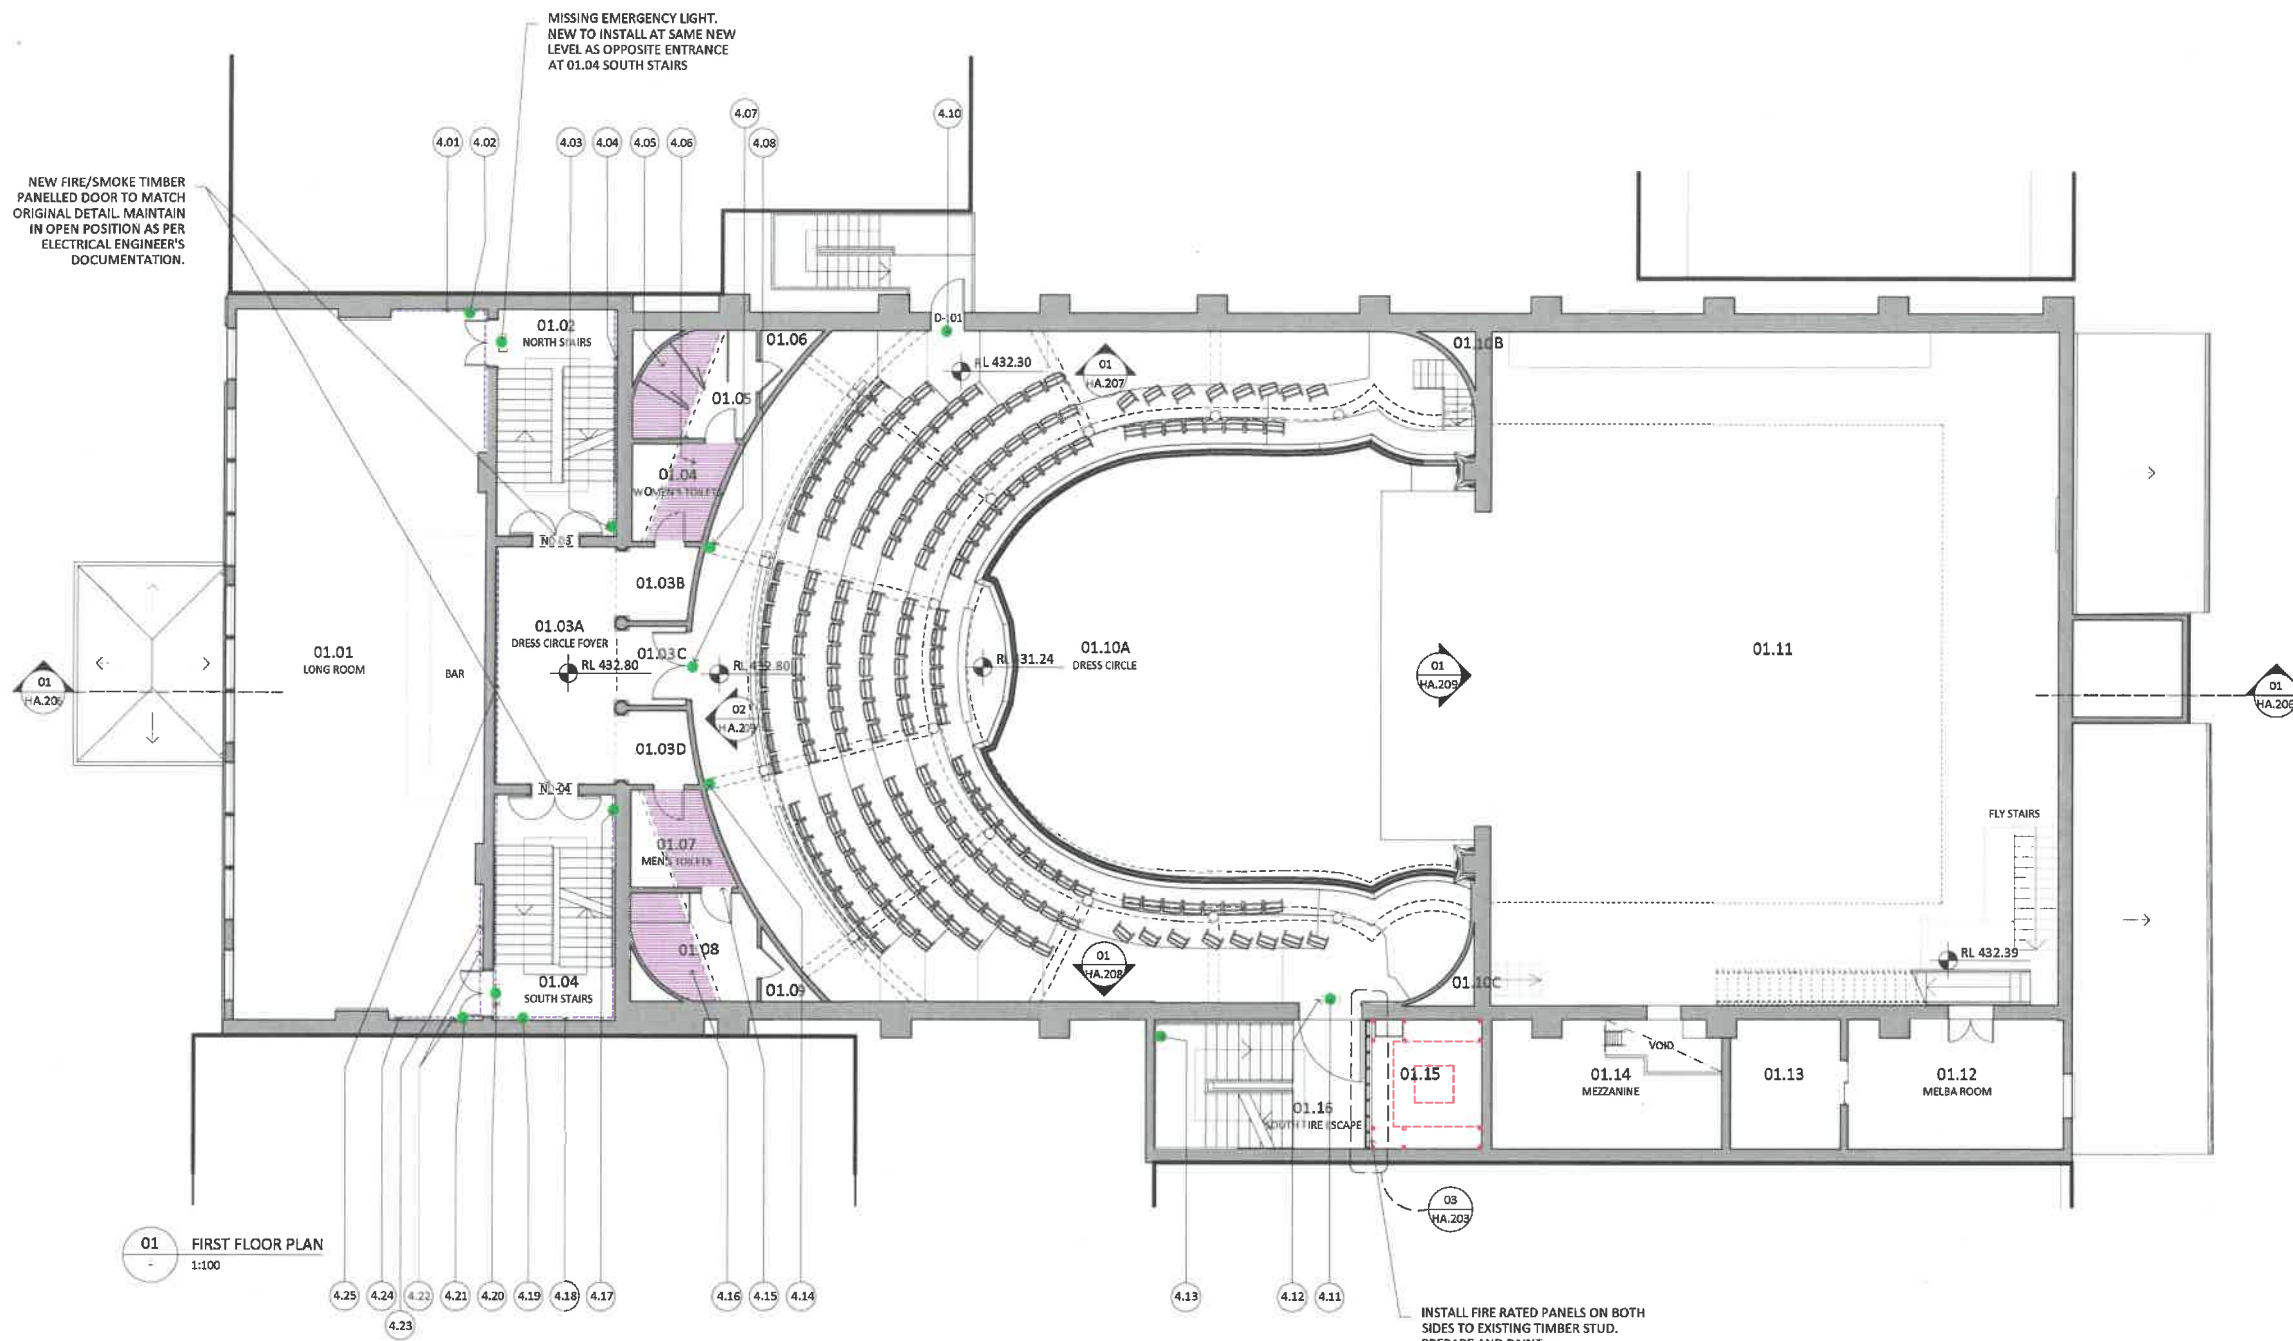 MISSING EMERGENCY LIGHT.
NEW TO INSTALL AT SAME NEW
LEVEL AS OPPOSITE ENTRANCE
AT 01.04 SOUTH STAIRS
4.07
4.10
4.01
4.02
4.03
4.04
4.05
4.06
4.08
NEW FIRE/SMOKE TIMBER
PANELLED DOOR TO MATCH
ORIGINAL DETAIL. MAINTAIN
IN OPEN POSITION AS PER
ELECTRICAL ENGINEER'S
DOCUMENTATION.
01.02
NORTH STAIRS
01.06
01.05
01.04
WOMEN'S TOILETS
RL 432.30
01
HA.207
01.10B
01.03B
01.03A
DRESS CIRCLE FOYER
RL 432.80
01.03C
RL 432.80
02
01.03D
01.01
LONG ROOM
BAR
01
HA.206
RL 431.24
01.10A
DRESS CIRCLE
01
HA.209
01.11
01
HA.206
01.07
MEN'S TOILETS
01.08
01.09
01.04
SOUTH STAIRS
01
HA.208
01.10C
FLY STAIRS
RL 432.39
01.16
SOUTH FIRE ESCAPE
01.15
01.14
MEZZANINE
VOID
01.13
01.12
MELBA ROOM
03
HA.203
01
-
FIRST FLOOR PLAN
1:100
4.25
4.24
4.23
4.22
4.21
4.20
4.19
4.18
4.17
4.16
4.15
4.14
4.13
4.12
4.11
INSTALL FIRE RATED PANELS ON BOTH
SIDES TO EXISTING TIMBER STUD.